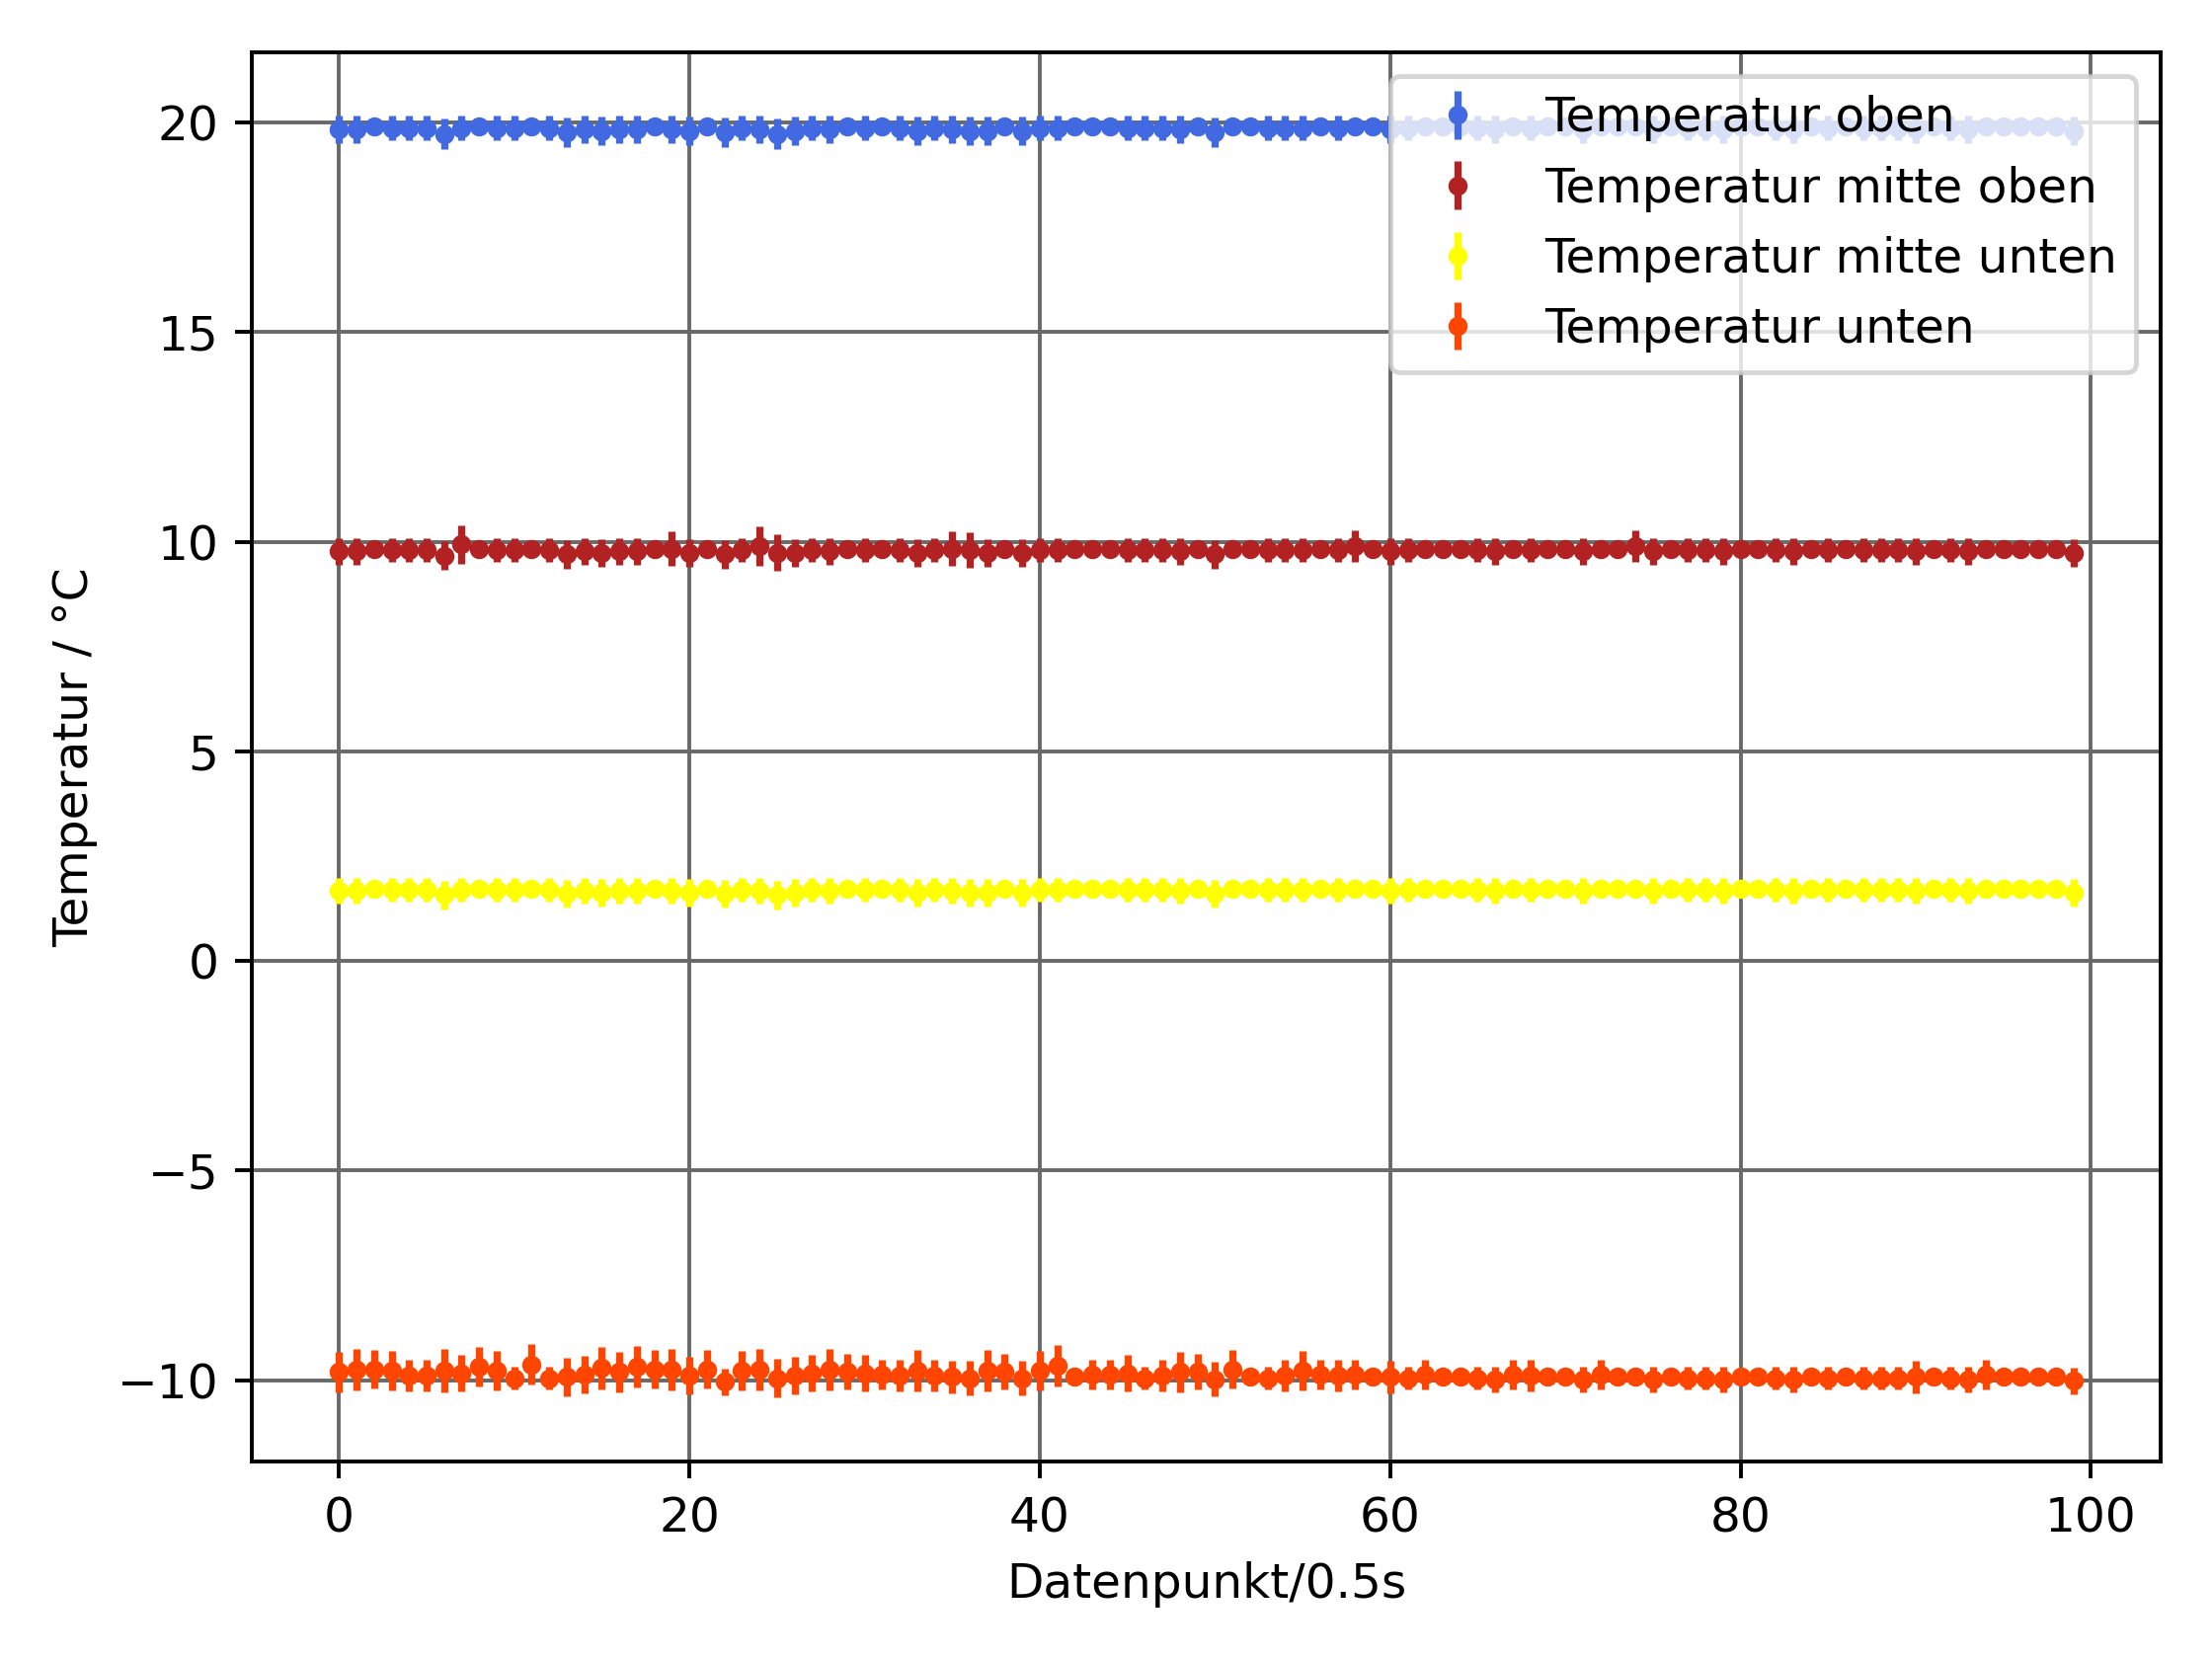 Temperatur oben
Temperatur mitte oben
Temperatur mitte unten
Temperatur unten
20
15
10
5
0
−5
−10
Temperatur / °C
0 20 40 60 80 100
Datenpunkt/0.5s